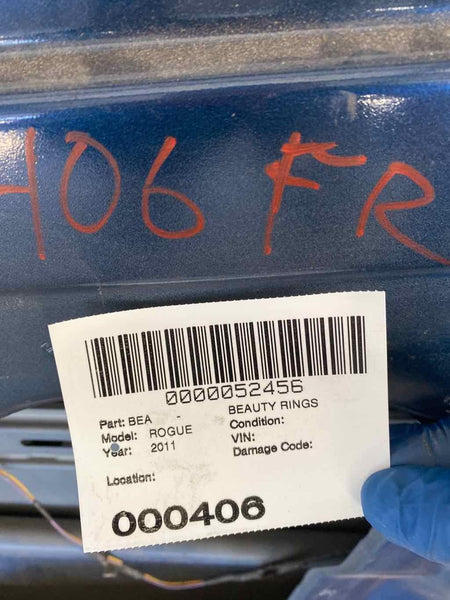 406 FR
0000052456
Part: BEA - BEAUTY RINGS
Model: ROGUE Condition:
Year: 2011 VIN:
Damage Code:
Location:
000406